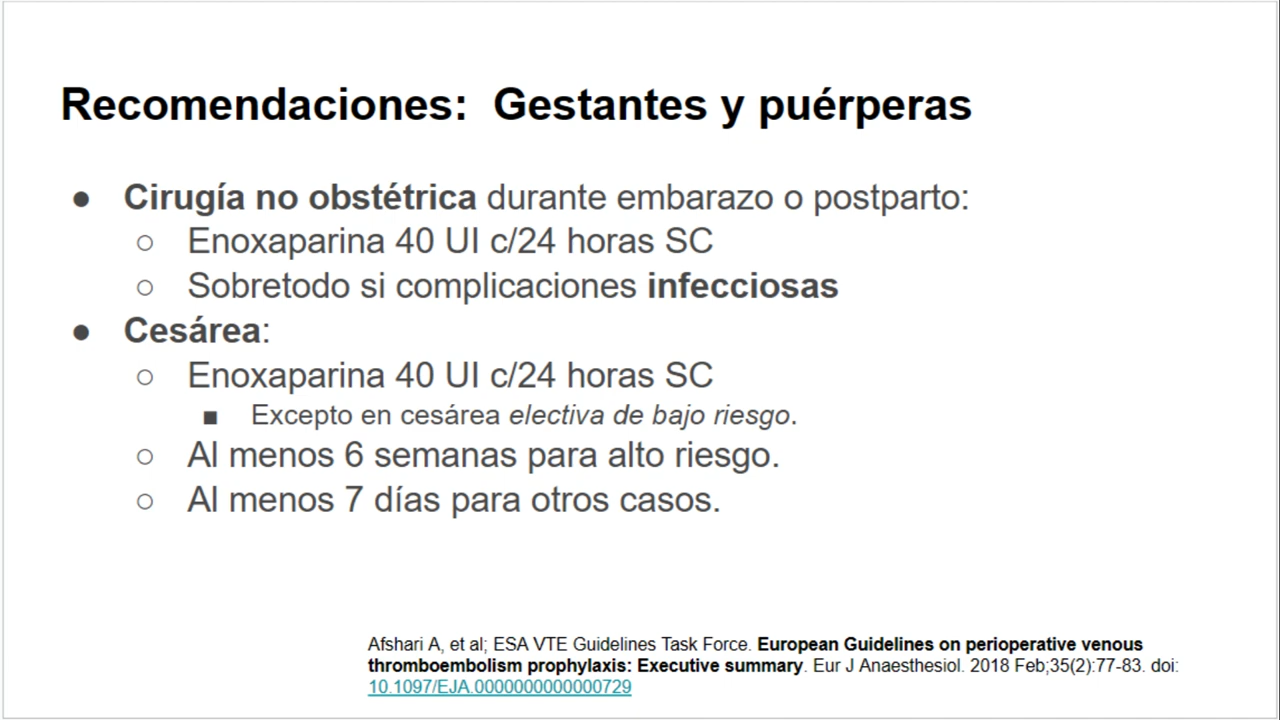 Recomendaciones: Gestantes y puérperas
● Cirugía no obstétrica durante embarazo o postparto:
○ Enoxaparina 40 UI c/24 horas SC
○ Sobretodo si complicaciones infecciosas
● Cesárea:
○ Enoxaparina 40 UI c/24 horas SC
■ Excepto en cesárea electiva de bajo riesgo.
○ Al menos 6 semanas para alto riesgo.
○ Al menos 7 días para otros casos.
Afshari A, et al; ESA VTE Guidelines Task Force. European Guidelines on perioperative venous
thromboembolism prophylaxis: Executive summary. Eur J Anaesthesiol. 2018 Feb;35(2):77-83. doi:
10.1097/EJA.0000000000000729